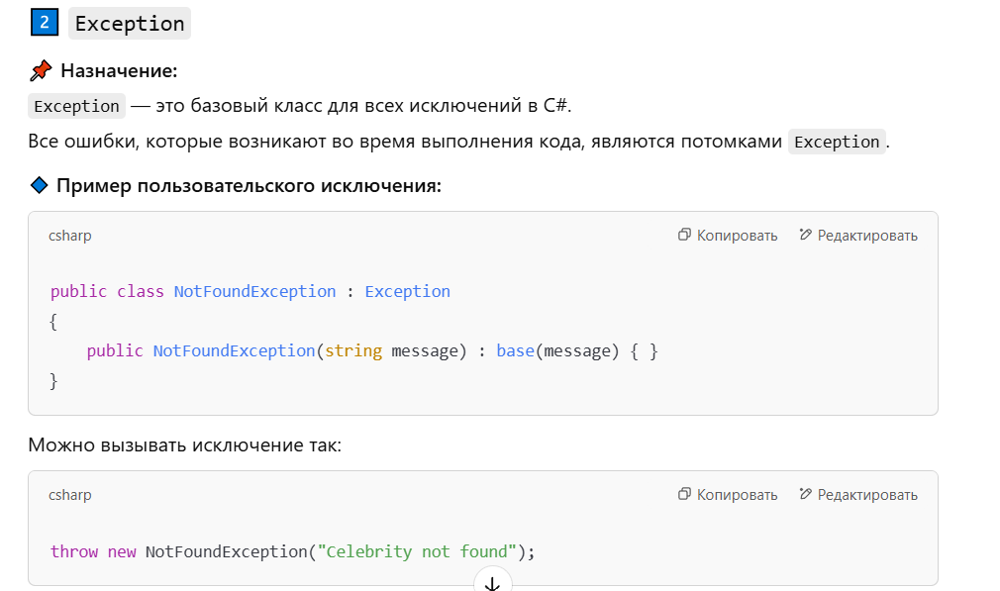 2 Exception
Назначение:
Exception — это базовый класс для всех исключений в C#.
Все ошибки, которые возникают во время выполнения кода, являются потомками Exception.
Пример пользовательского исключения:
csharp Копировать Редактировать
public class NotFoundException : Exception
{
    public NotFoundException(string message) : base(message) { }
}
Можно вызывать исключение так:
csharp Копировать Редактировать
throw new NotFoundException("Celebrity not found");